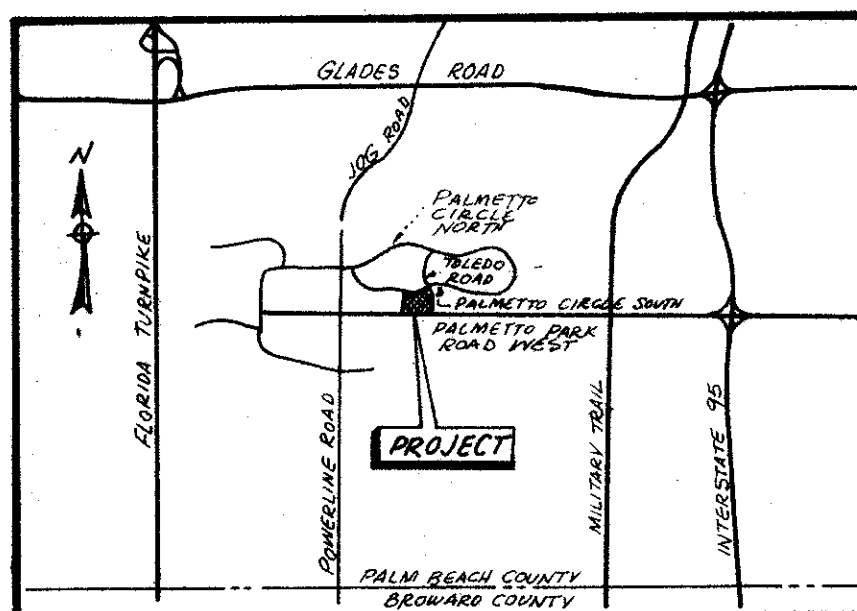 GLADES ROAD
JOG ROAD
N
PALMETTO
CIRCLE
NORTH
TOLEDO
ROAD
PALMETTO CIRCLE SOUTH
PALMETTO PARK
ROAD WEST
FLORIDA TURNPIKE
POWERLINE ROAD
PROJECT
MILITARY TRAIL
INTERSTATE 95
PALM BEACH COUNTY
BROWARD COUNTY